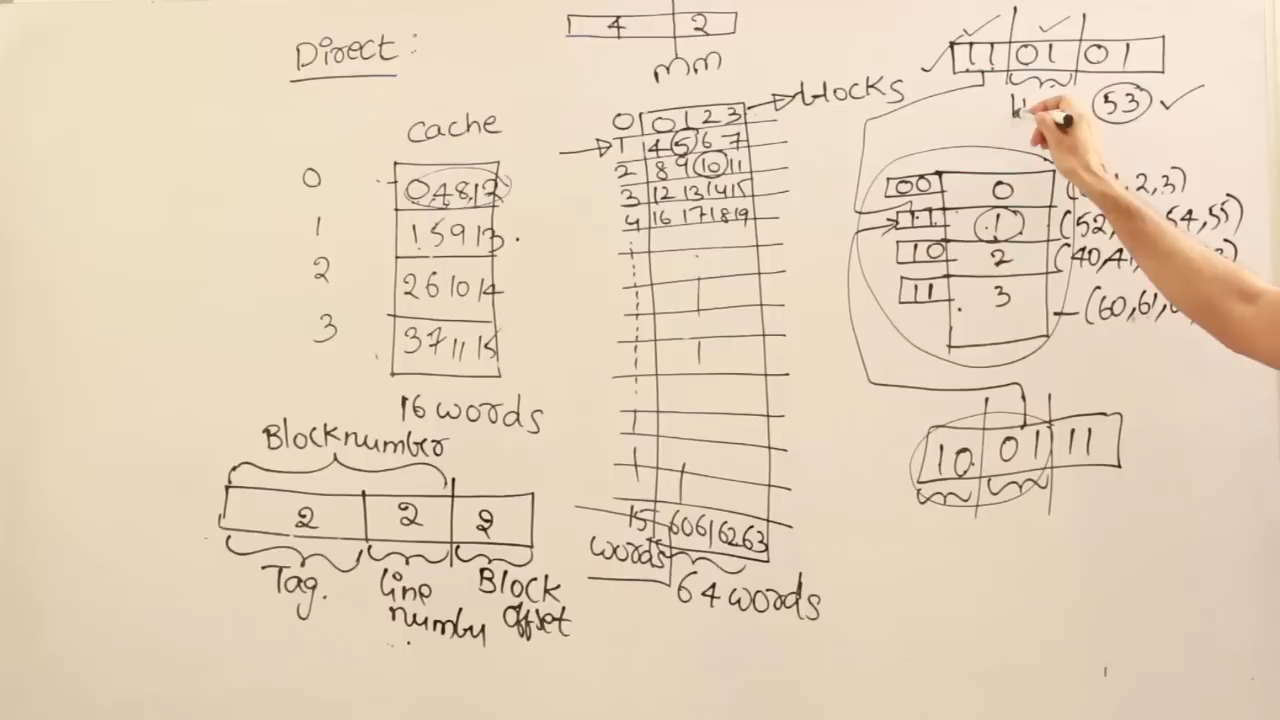 Direct:
4 2
mm
11 01 01
53
blocks
cache
0 0,4,8,12
1 1 5 9 13
2 2 6 10 14
3 3 7 11 15
16 words
0 0 1 2 3
1 4 5 6 7
2 8 9 10 11
3 12 13 14 15
4 16 17 18 19
15 60 61 62 63
words
64 words
00 0 2,3)
11 1 (52, 54,55)
10 2 (40,41
11 3 (60,61,
10 01 11
Block number
2 2 2
Tag.
line number
Block offset